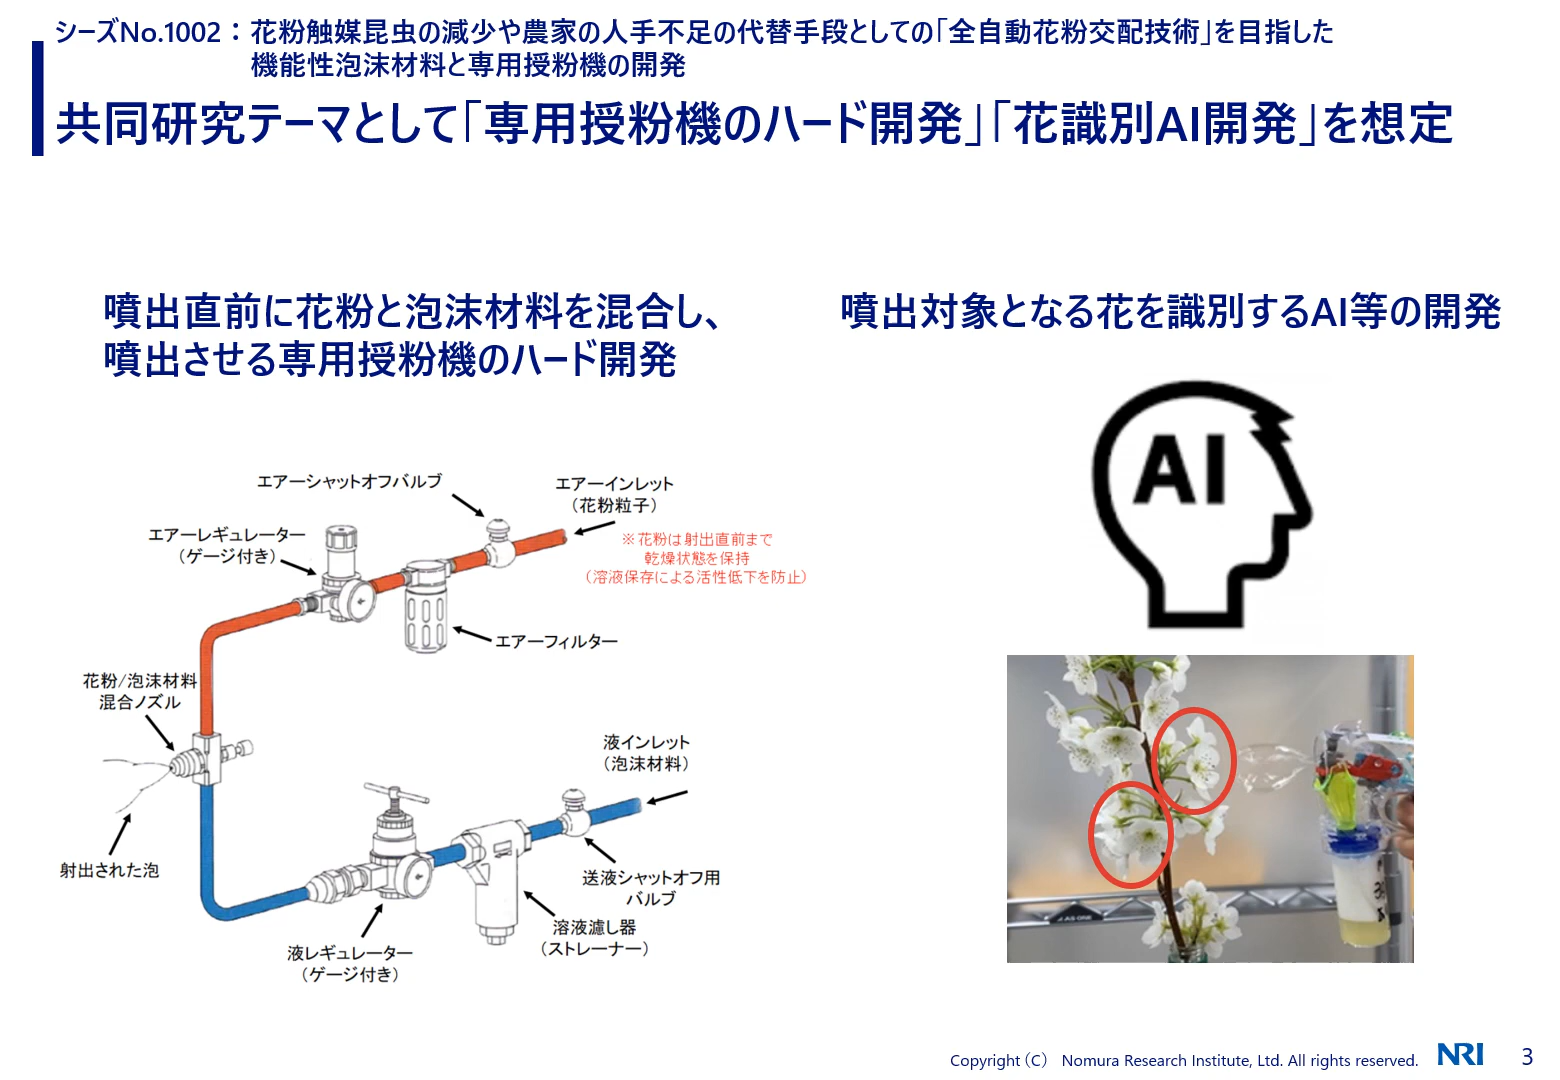 シーズNo.1002：花粉触媒昆虫の減少や農家の人手不足の代替手段としての「全自動花粉交配技術」を目指した
機能性泡沫材料と専用授粉機の開発
共同研究テーマとして「専用授粉機のハード開発」「花識別AI開発」を想定
噴出直前に花粉と泡沫材料を混合し、
噴出させる専用授粉機のハード開発
エアーシャットオフバルブ
エアーインレット
（花粉粒子）
エアーレギュレーター
（ゲージ付き）
※花粉は射出直前まで
乾燥状態を保持
（溶液保存による活性低下を防止）
エアーフィルター
花粉/泡沫材料
混合ノズル
液インレット
（泡沫材料）
射出された泡
送液シャットオフ用
バルブ
溶液濾し器
（ストレーナー）
液レギュレーター
（ゲージ付き）
噴出対象となる花を識別するAI等の開発
AI
AS ONE
Copyright（C） Nomura Research Institute, Ltd. All rights reserved.
NRI
3